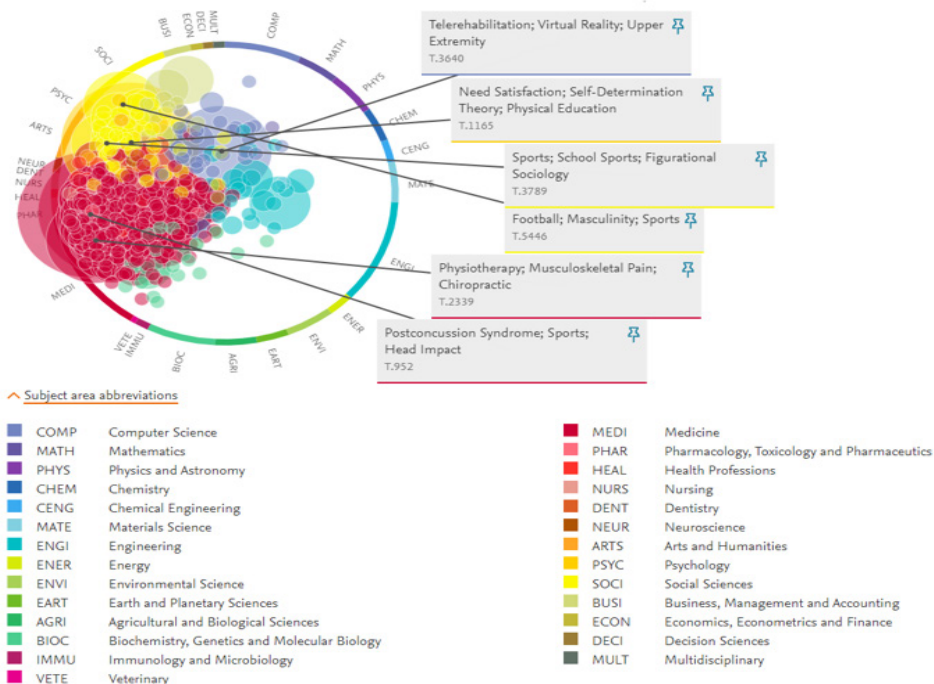 COMP
MATH
PHYS
CHEM
CENG
MATE
ENGI
ENER
ENVI
EART
AGRI
BIOC
IMMU
VETE
MEDI
PHAR
HEAL
NURS
DENT
NEUR
ARTS
PSYC
SOCI
BUSI
ECON
DECI
MULT
Telerehabilitation; Virtual Reality; Upper
Extremity
T.3640
Need Satisfaction; Self-Determination
Theory; Physical Education
T.1165
Sports; School Sports; Figurational
Sociology
T.3789
Football; Masculinity; Sports
T.5446
Physiotherapy; Musculoskeletal Pain;
Chiropractic
T.2339
Postconcussion Syndrome; Sports;
Head Impact
T.952
Subject area abbreviations
COMP Computer Science
MATH Mathematics
PHYS Physics and Astronomy
CHEM Chemistry
CENG Chemical Engineering
MATE Materials Science
ENGI Engineering
ENER Energy
ENVI Environmental Science
EART Earth and Planetary Sciences
AGRI Agricultural and Biological Sciences
BIOC Biochemistry, Genetics and Molecular Biology
IMMU Immunology and Microbiology
VETE Veterinary
MEDI Medicine
PHAR Pharmacology, Toxicology and Pharmaceutics
HEAL Health Professions
NURS Nursing
DENT Dentistry
NEUR Neuroscience
ARTS Arts and Humanities
PSYC Psychology
SOCI Social Sciences
BUSI Business, Management and Accounting
ECON Economics, Econometrics and Finance
DECI Decision Sciences
MULT Multidisciplinary